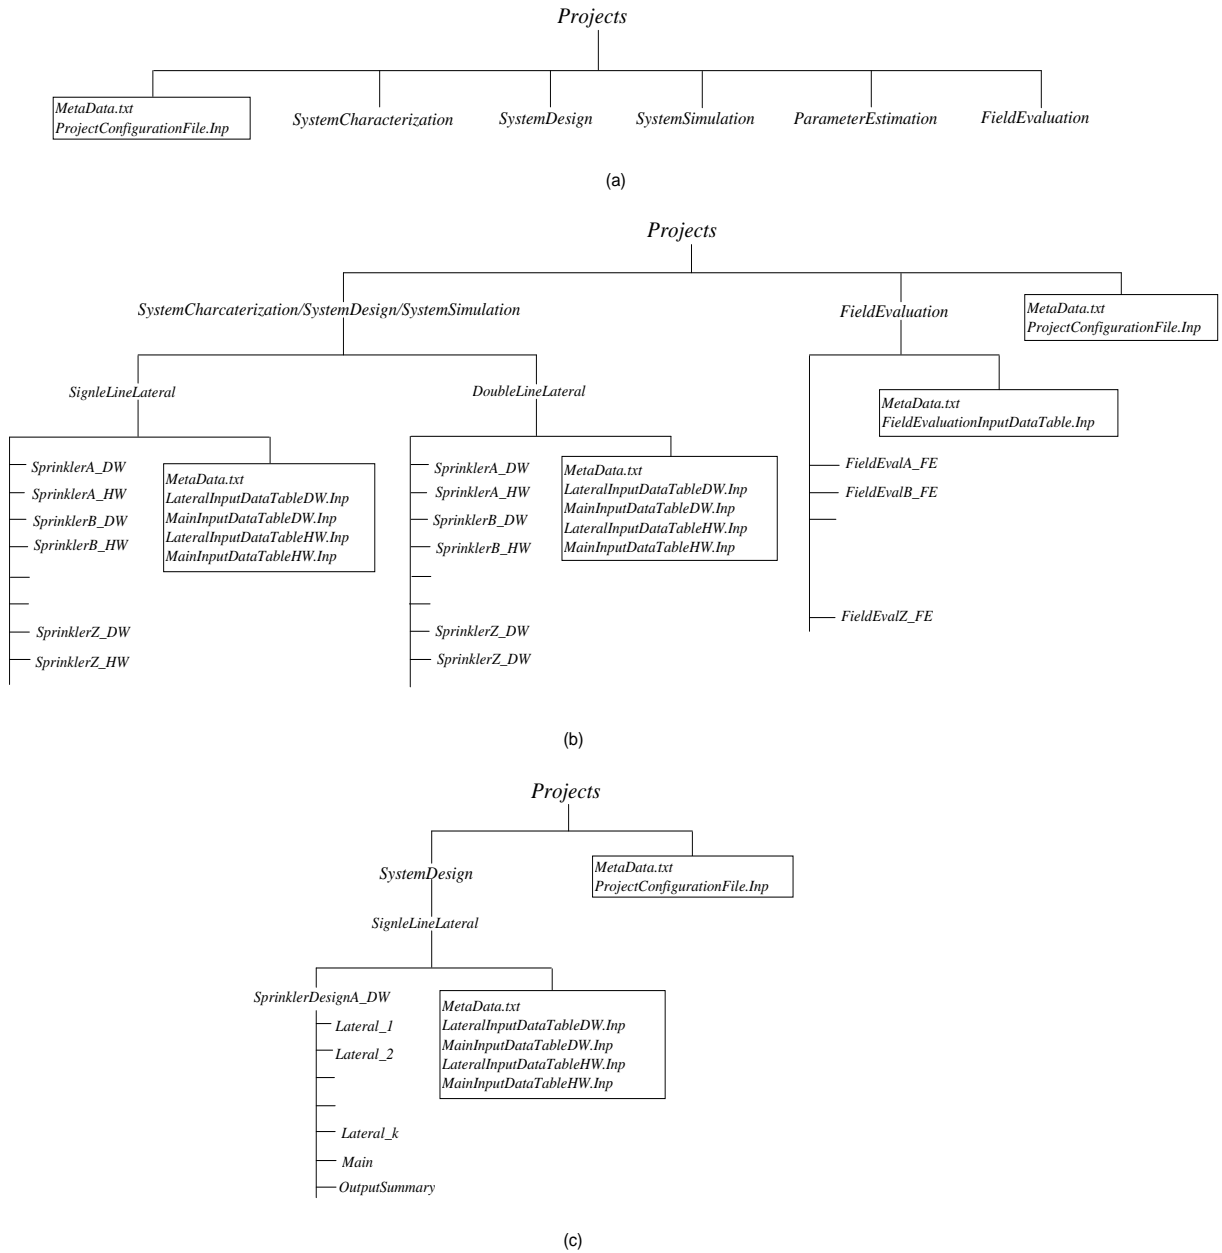 Projects
MetaData.txt
ProjectConfigurationFile.Inp
SystemCharacterization
SystemDesign
SystemSimulation
ParameterEstimation
FieldEvaluation
(a)
Projects
SystemCharcaterization/SystemDesign/SystemSimulation
FieldEvaluation
MetaData.txt
ProjectConfigurationFile.Inp
SignleLineLateral
DoubleLineLateral
MetaData.txt
FieldEvaluationInputDataTable.Inp
SprinklerA_DW
SprinklerA_HW
SprinklerB_DW
SprinklerB_HW
SprinklerZ_DW
SprinklerZ_HW
MetaData.txt
LateralInputDataTableDW.Inp
MainInputDataTableDW.Inp
LateralInputDataTableHW.Inp
MainInputDataTableHW.Inp
SprinklerA_DW
SprinklerA_HW
SprinklerB_DW
SprinklerB_HW
SprinklerZ_DW
SprinklerZ_DW
MetaData.txt
LateralInputDataTableDW.Inp
MainInputDataTableDW.Inp
LateralInputDataTableHW.Inp
MainInputDataTableHW.Inp
FieldEvalA_FE
FieldEvalB_FE
FieldEvalZ_FE
(b)
Projects
SystemDesign
MetaData.txt
ProjectConfigurationFile.Inp
SignleLineLateral
SprinklerDesignA_DW
Lateral_1
Lateral_2
Lateral_k
Main
OutputSummary
MetaData.txt
LateralInputDataTableDW.Inp
MainInputDataTableDW.Inp
LateralInputDataTableHW.Inp
MainInputDataTableHW.Inp
(c)